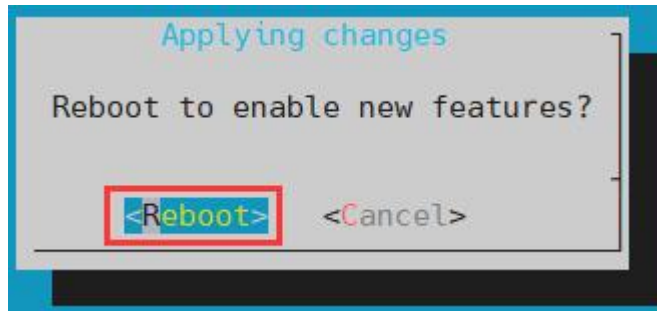 Applying changes
Reboot to enable new features?
<Reboot> <Cancel>